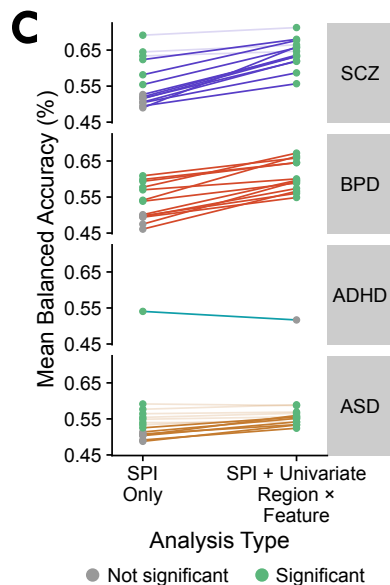 C
Mean Balanced Accuracy (%)
0.65
0.55
0.45
SCZ
0.65
0.55
0.45
BPD
0.65
0.55
0.45
ADHD
0.65
0.55
0.45
ASD
SPI
Only
SPI + Univariate
Region ×
Feature
Analysis Type
Not significant
Significant